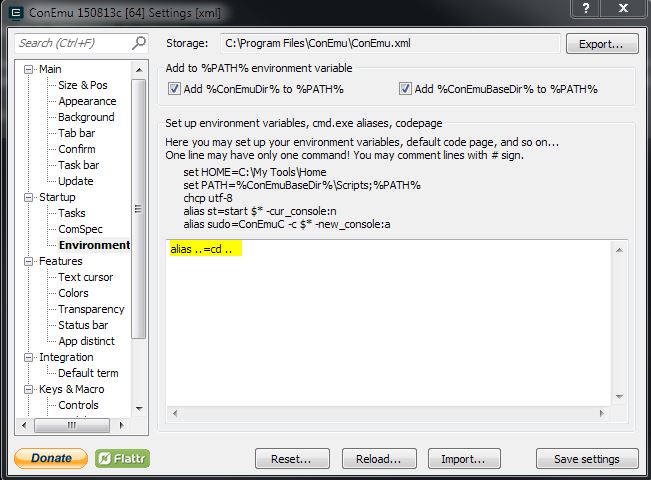 ConEmu 150813c [64] Settings [xml]
Search (Ctrl+F)
Storage: C:\Program Files\ConEmu\ConEmu.xml Export...
Main
Size & Pos
Appearance
Background
Tab bar
Confirm
Task bar
Update
Startup
Tasks
ComSpec
Environment
Features
Text cursor
Colors
Transparency
Status bar
App distinct
Integration
Default term
Keys & Macro
Controls
Add to %PATH% environment variable
Add %ConEmuDir% to %PATH% Add %ConEmuBaseDir% to %PATH%
Set up environment variables, cmd.exe aliases, codepage
Here you may set up your environment variables, default code page, and so on...
One line may have only one command! You may comment lines with # sign.
set HOME=C:\My Tools\Home
set PATH=%ConEmuBaseDir%\Scripts;%PATH%
chcp utf-8
alias st=start $* -cur_console:n
alias sudo=ConEmuC -c $* -new_console:a
alias ..=cd ..
Donate Flattr Reset... Reload... Import... Save settings